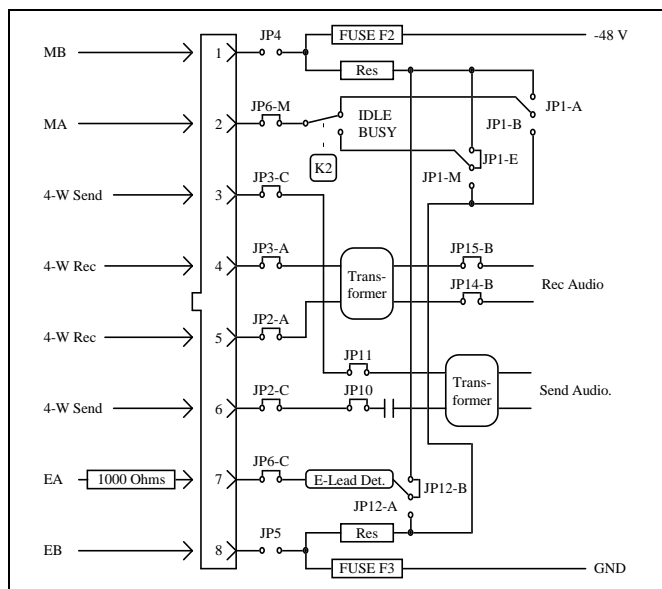 JP4
FUSE F2
-48 V
MB
1
Res
JP1-A
JP6-M
IDLE
MA
2
BUSY
JP1-B
K2
JP1-E
JP1-M
JP3-C
4-W Send
3
JP3-A
JP15-B
4-W Rec
4
Trans-
former
Rec Audio
JP14-B
JP2-A
4-W Rec
5
JP11
JP2-C
JP10
Trans-
former
Send Audio.
4-W Send
6
JP6-C
EA
1000 Ohms
7
E-Lead Det.
JP12-B
JP12-A
JP5
Res
EB
8
FUSE F3
GND